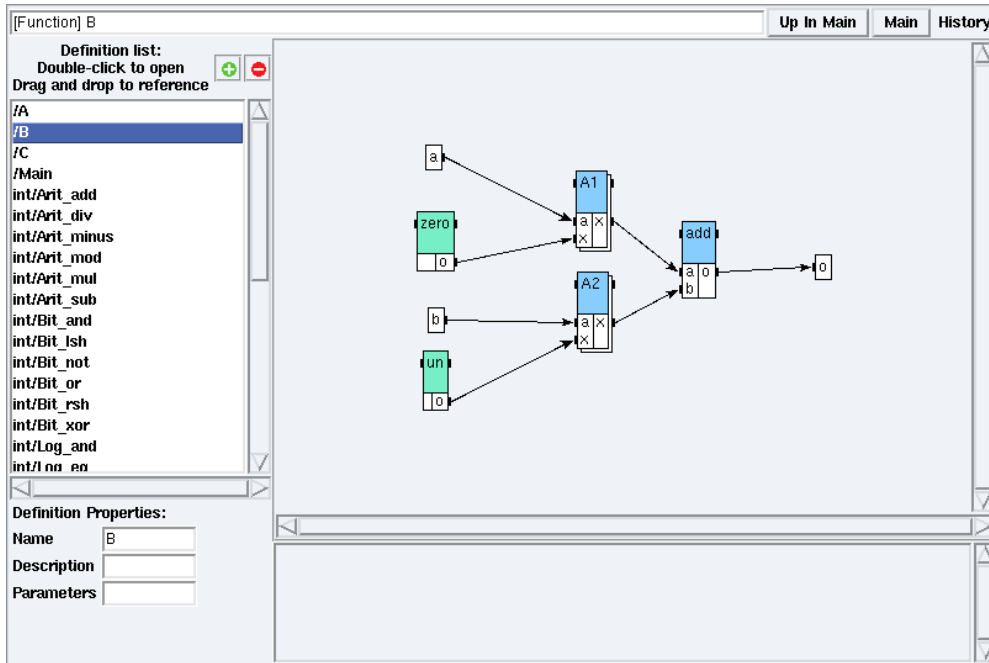 [Function] B
Up In Main
Main
History
Definition list:
Double-click to open
Drag and drop to reference
/A
/B
/C
/Main
int/Arit_add
int/Arit_div
int/Arit_minus
int/Arit_mod
int/Arit_mul
int/Arit_sub
int/Bit_and
int/Bit_lsh
int/Bit_not
int/Bit_or
int/Bit_rsh
int/Bit_xor
int/Log_and
int/Log_eq
Definition Properties:
Name
B
Description
Parameters
a
A1
a x
x
zero
o
add
a o
b
o
A2
a x
x
b
un
o